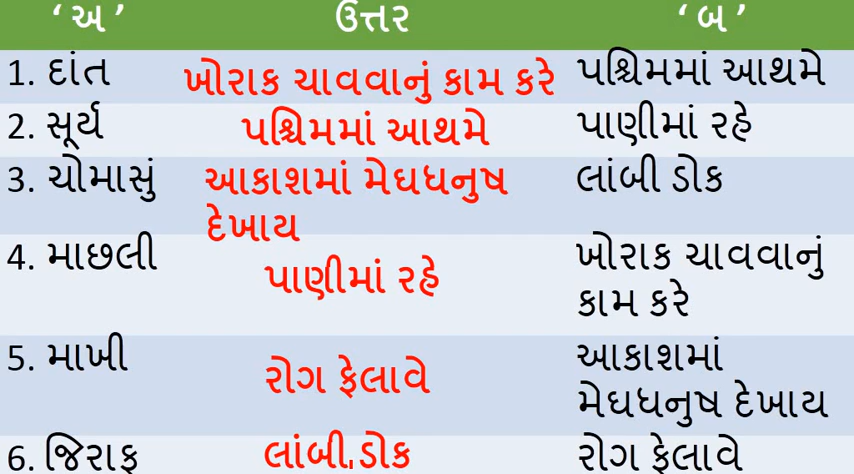 ‘અ’ ઉત્તર ‘બ’
1. દાંત ખોરાક ચાવવાનું કામ કરે પશ્ચિમમાં આથમે
2. સૂર્ય પશ્ચિમમાં આથમે પાણીમાં રહે
3. ચોમાસું આકાશમાં મેઘધનુષ લાંબી ડોક
દેખાય
4. માછલી પાણીમાં રહે ખોરાક ચાવવાનું
કામ કરે
5. માખી રોગ ફેલાવે આકાશમાં
મેઘધનુષ દેખાય
6. જિરાફ લાંબી ડોક રોગ ફેલાવે